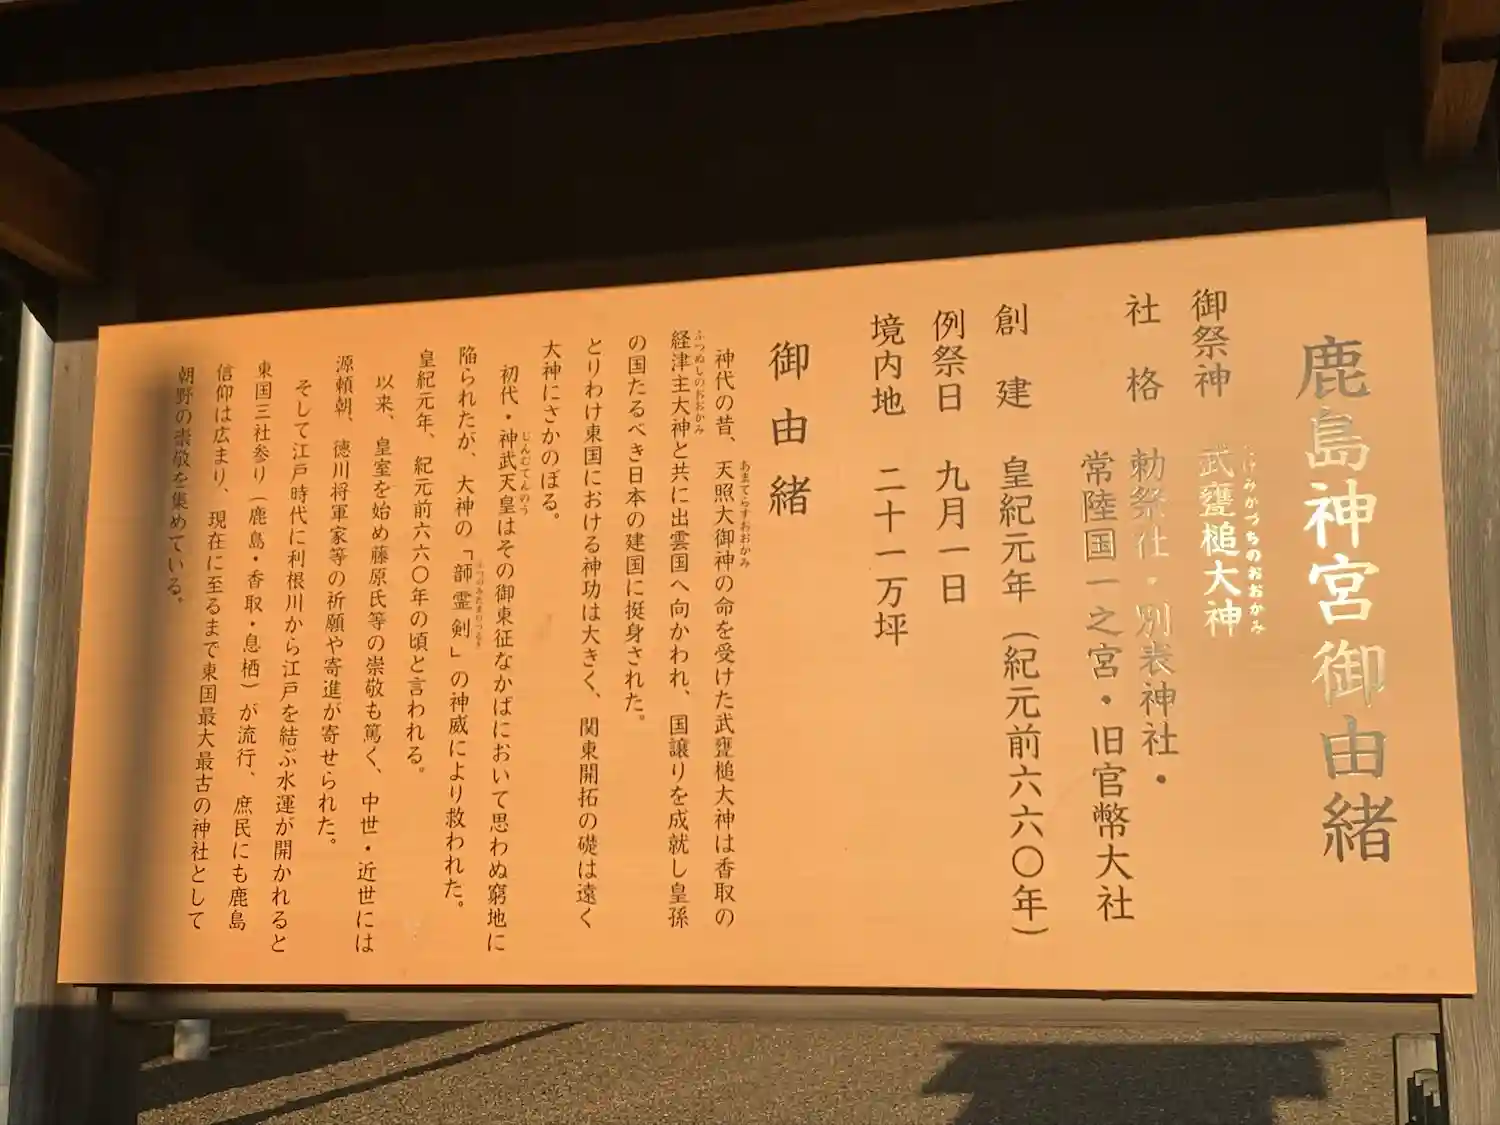 鹿島神宮御由緒
御祭神 武甕槌大神
たけみかづちのおおかみ
社格 勅祭社・別表神社・
常陸国一之宮・旧官幣大社
創建 皇紀元年(紀元前六六〇年)
例祭日 九月一日
境内地 二十一万坪
御由緒
神代の昔、天照大御神の命を受けた武甕槌大神は香取の
あまてらすおおかみ
経津主大神と共に出雲国へ向かわれ、国譲りを成就し皇孫
ふつぬしのおおかみ
の国たるべき日本の建国に挺身された。
とりわけ東国における神功は大きく、関東開拓の礎は遠く
大神にさかのぼる。
初代・神武天皇はその御東征なかばにおいて思わぬ窮地に
じんむてんのう
陥られたが、大神の「韴霊剣」の神威により救われた。
ふつのみたまのつるぎ
皇紀元年、紀元前六六〇年の頃と言われる。
以来、皇室を始め藤原氏等の崇敬も篤く、中世・近世には
源頼朝、徳川将軍家等の祈願や寄進が寄せられた。
そして江戸時代に利根川から江戸を結ぶ水運が開かれると
東国三社参り(鹿島・香取・息栖)が流行、庶民にも鹿島
信仰は広まり、現在に至るまで東国最大最古の神社として
朝野の崇敬を集めている。